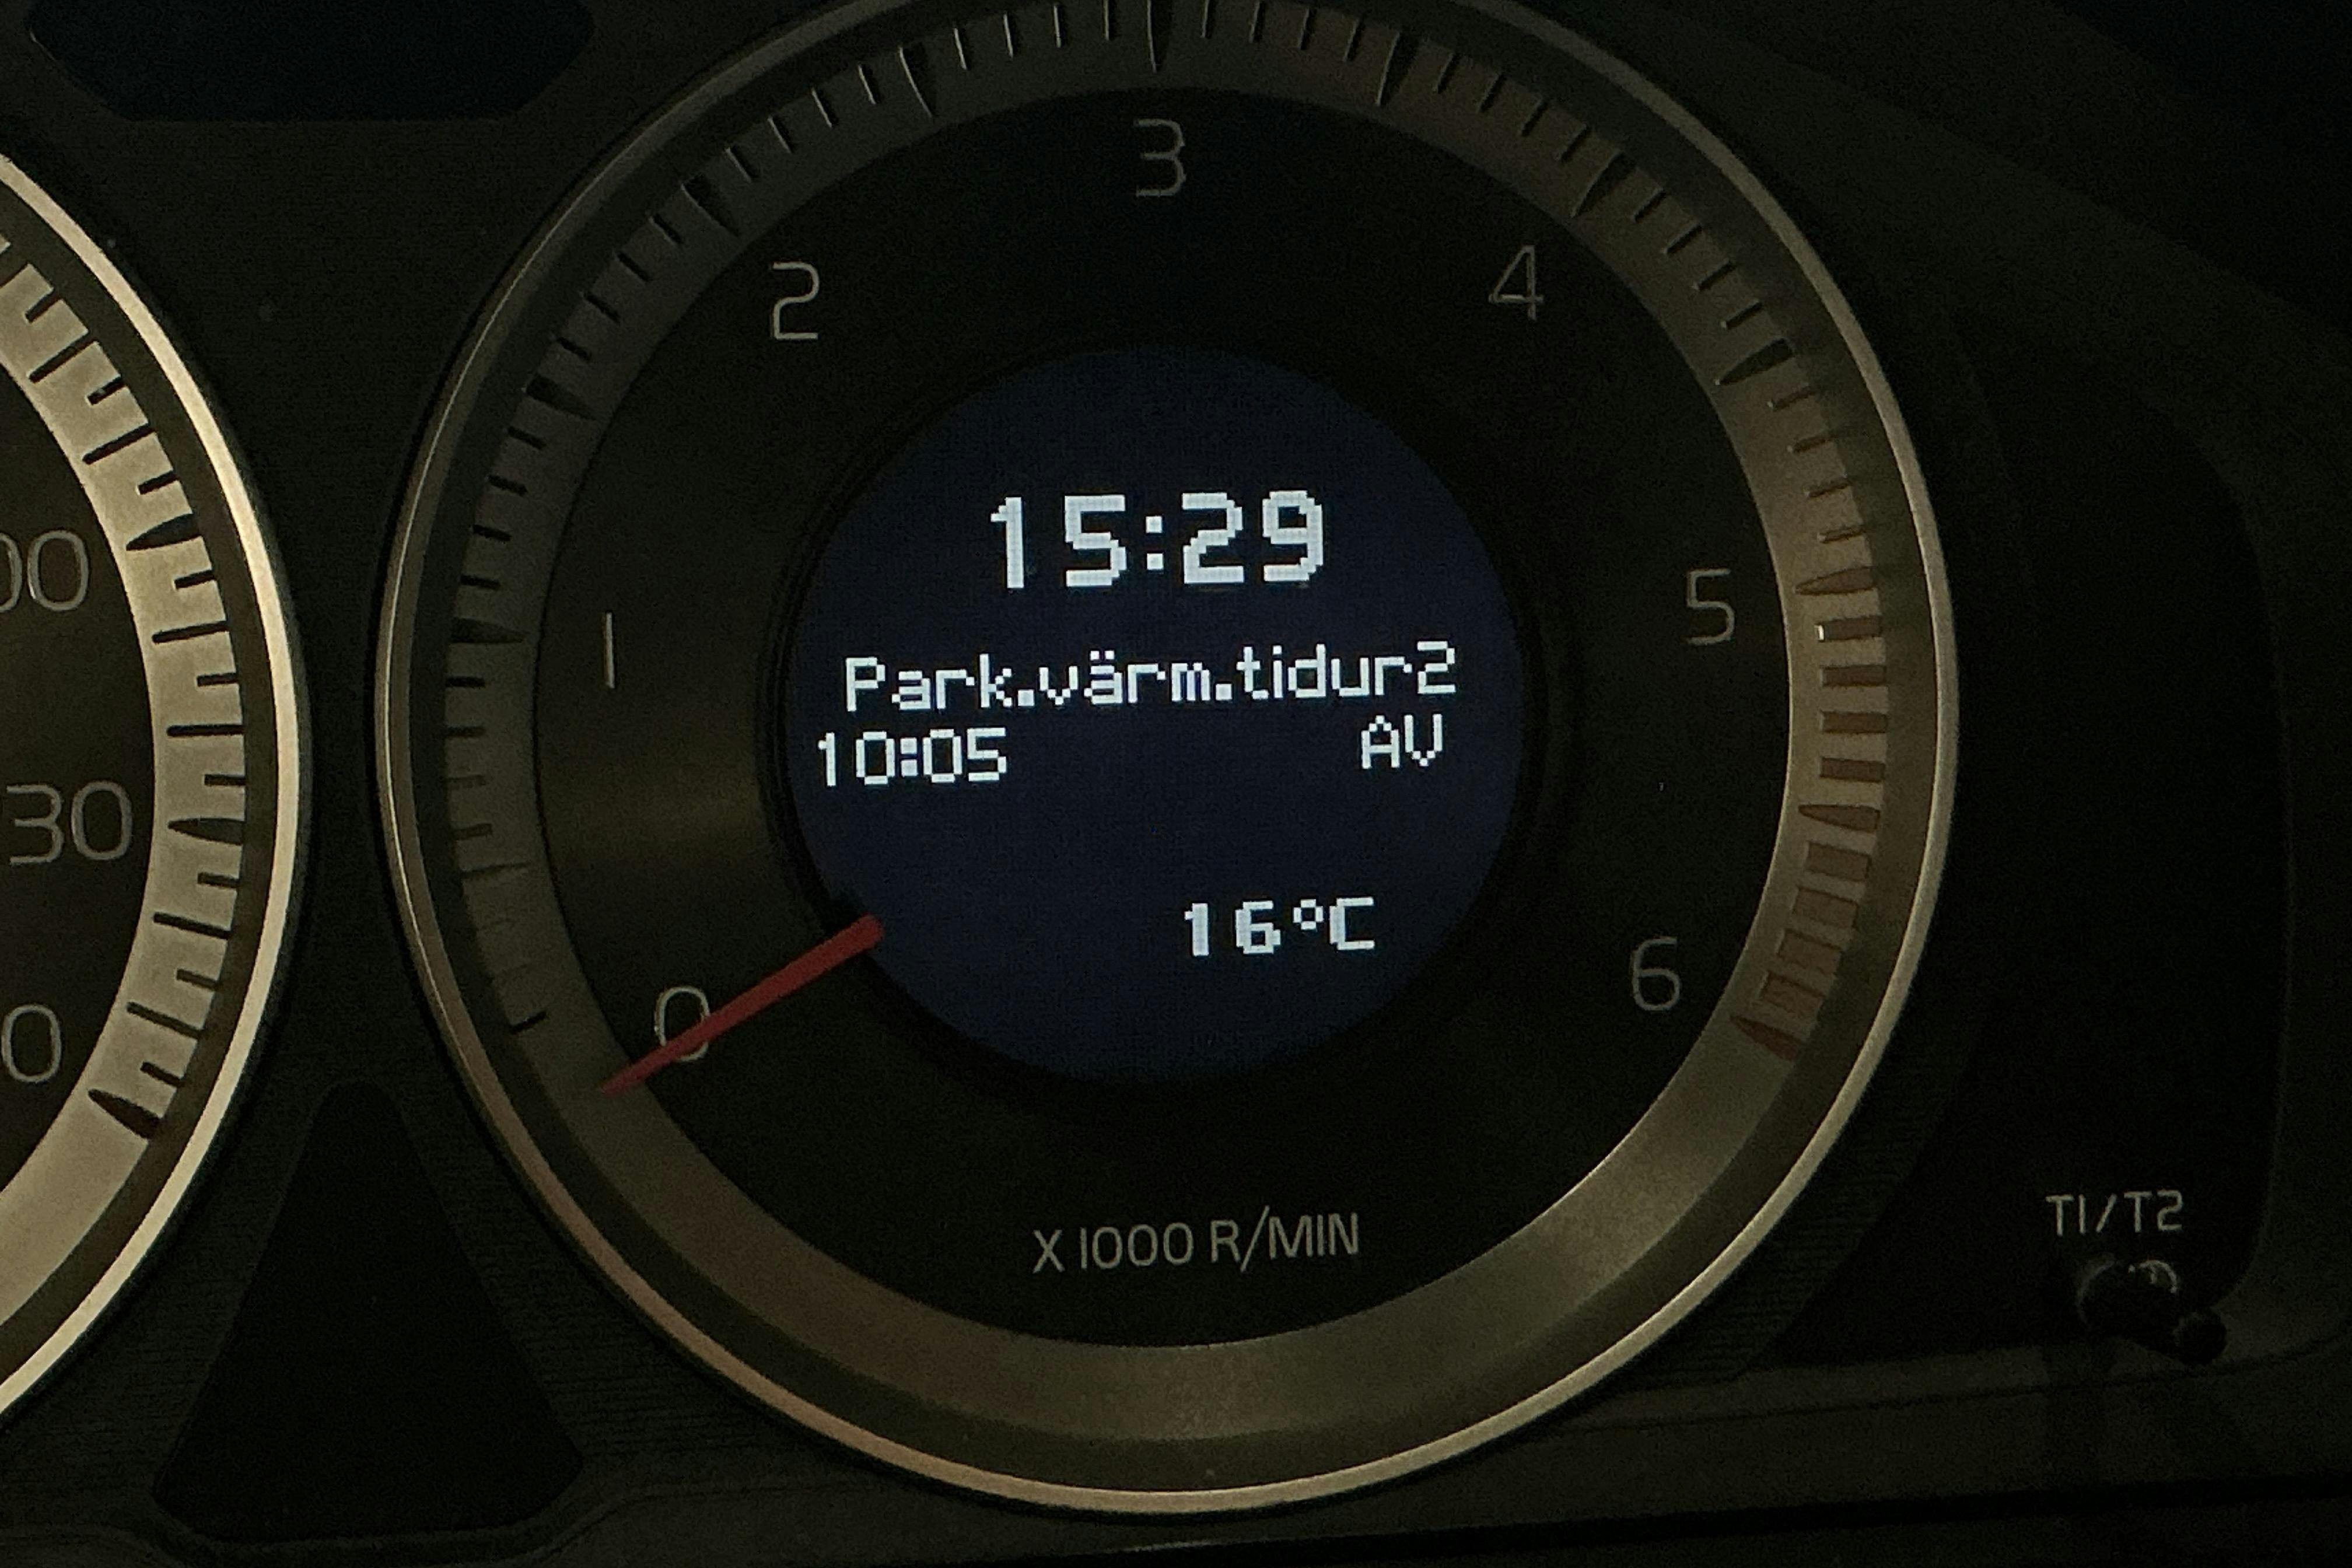 3
2
4
15:29
5
1
Park.värm.tidur2
10:05 AV
30
16°C
6
0
0
X 1000 R/MIN
T1/T2